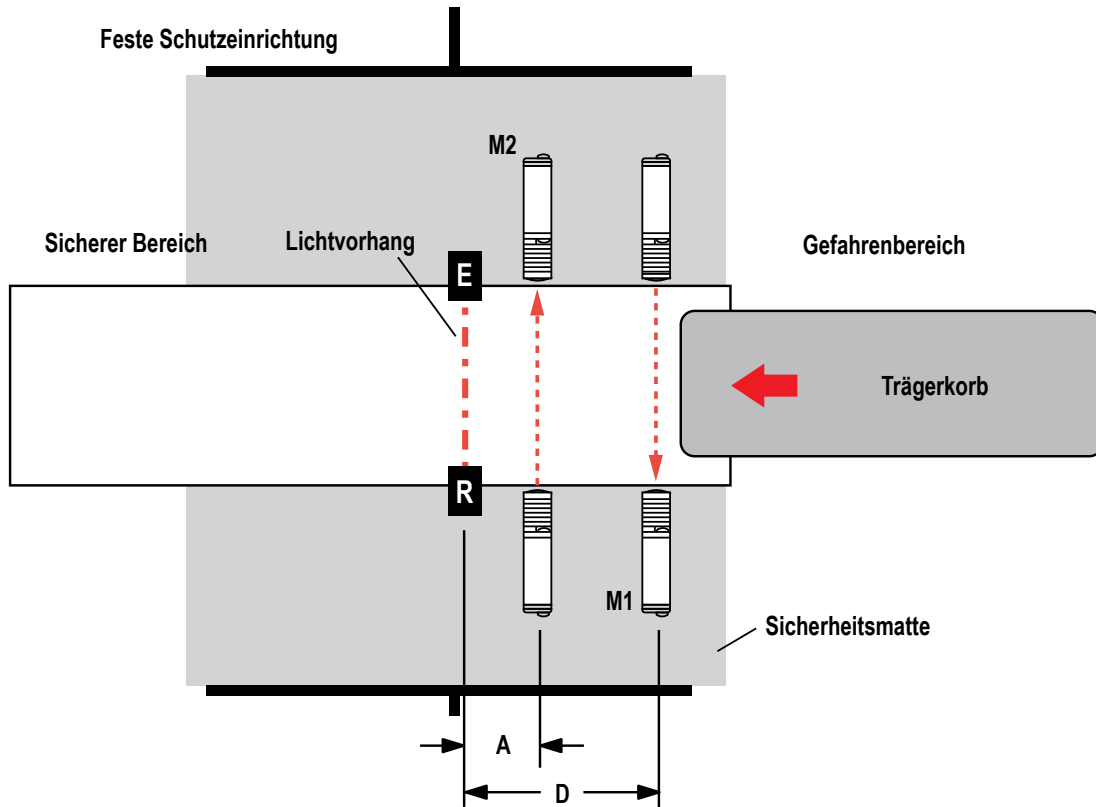 Feste Schutzeinrichtung
M2
Sicherer Bereich
Lichtvorhang
Gefahrenbereich
E
Trägerkorb
R
M1
Sicherheitsmatte
A
D